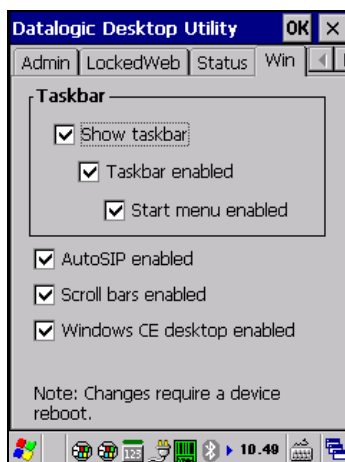 Datalogic Desktop Utility OK
Admin LockedWeb Status Win
Taskbar
Show taskbar
Taskbar enabled
Start menu enabled
AutoSIP enabled
Scroll bars enabled
Windows CE desktop enabled
Note: Changes require a device
reboot.
123 10.49